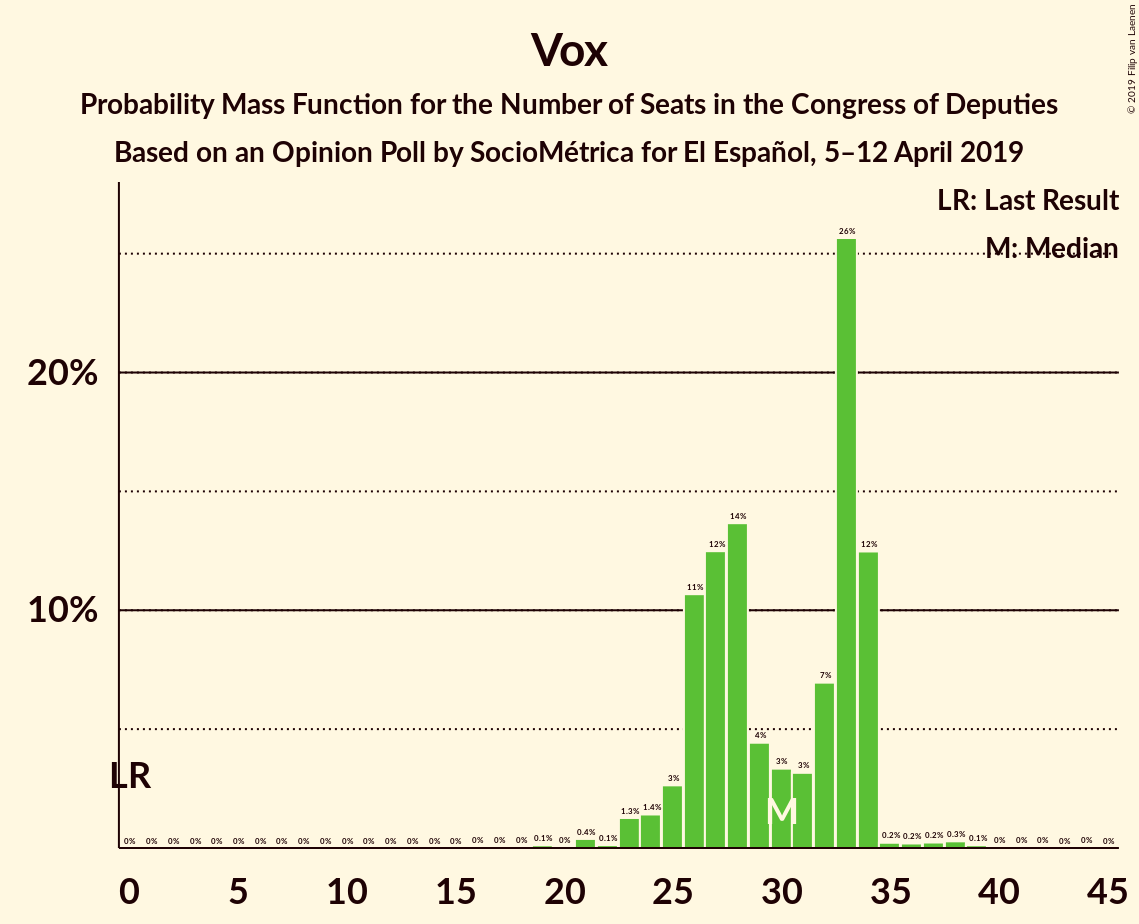 © 2019 Filip van Laenen
Vox
Probability Mass Function for the Number of Seats in the Congress of Deputies
Based on an Opinion Poll by SocioMétrica for El Español, 5–12 April 2019
LR: Last Result
M: Median
26%
20%
14%
12% 12%
11%
10%
7%
4%
3% 3%
3%
LR
M
1.3% 1.4%
0% 0% 0% 0% 0% 0% 0% 0% 0% 0% 0% 0% 0% 0% 0% 0% 0% 0% 0% 0.1% 0% 0.4% 0.1% 0.2% 0.2% 0.2% 0.3% 0.1% 0% 0% 0% 0% 0% 0%
0 5 10 15 20 25 30 35 40 45